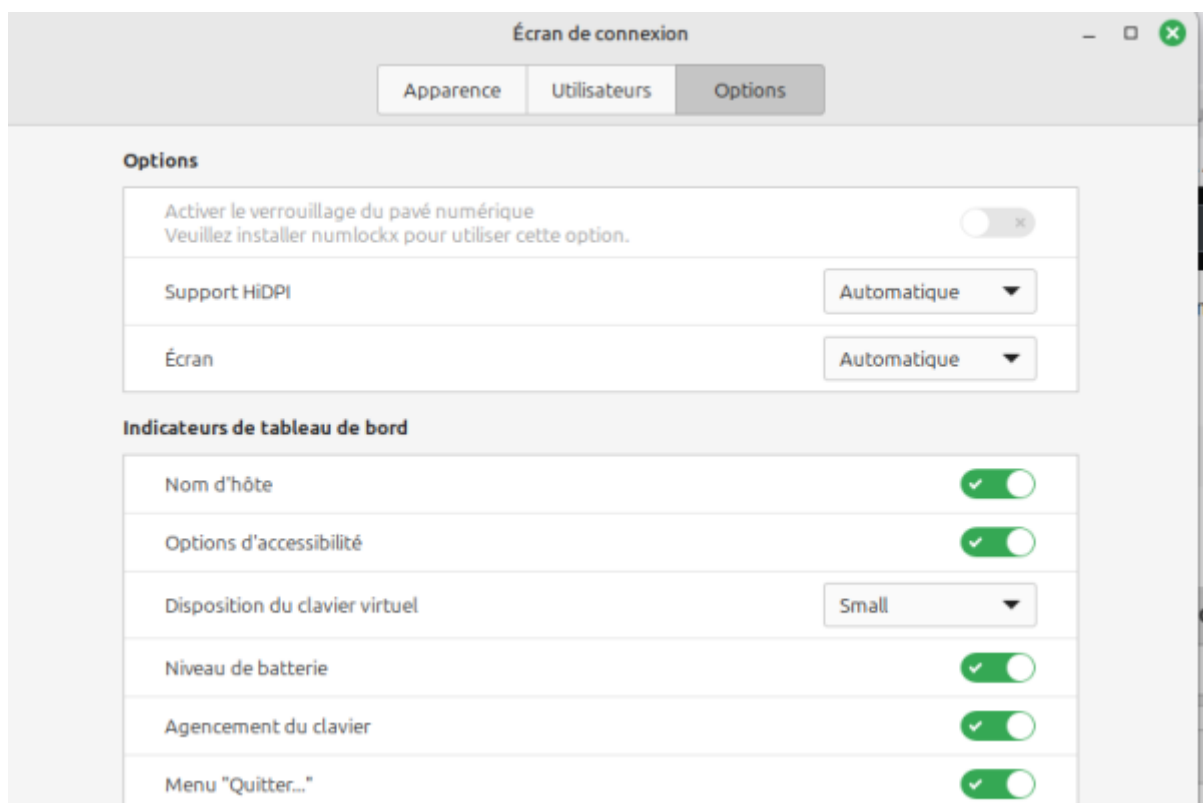 Écran de connexion
Apparence
Utilisateurs
Options
Options
Activer le verrouillage du pavé numérique
Veuillez installer numlockx pour utiliser cette option.
Support HiDPI
Automatique
Écran
Automatique
Indicateurs de tableau de bord
Nom d'hôte
Options d'accessibilité
Disposition du clavier virtuel
Small
Niveau de batterie
Agencement du clavier
Menu "Quitter..."